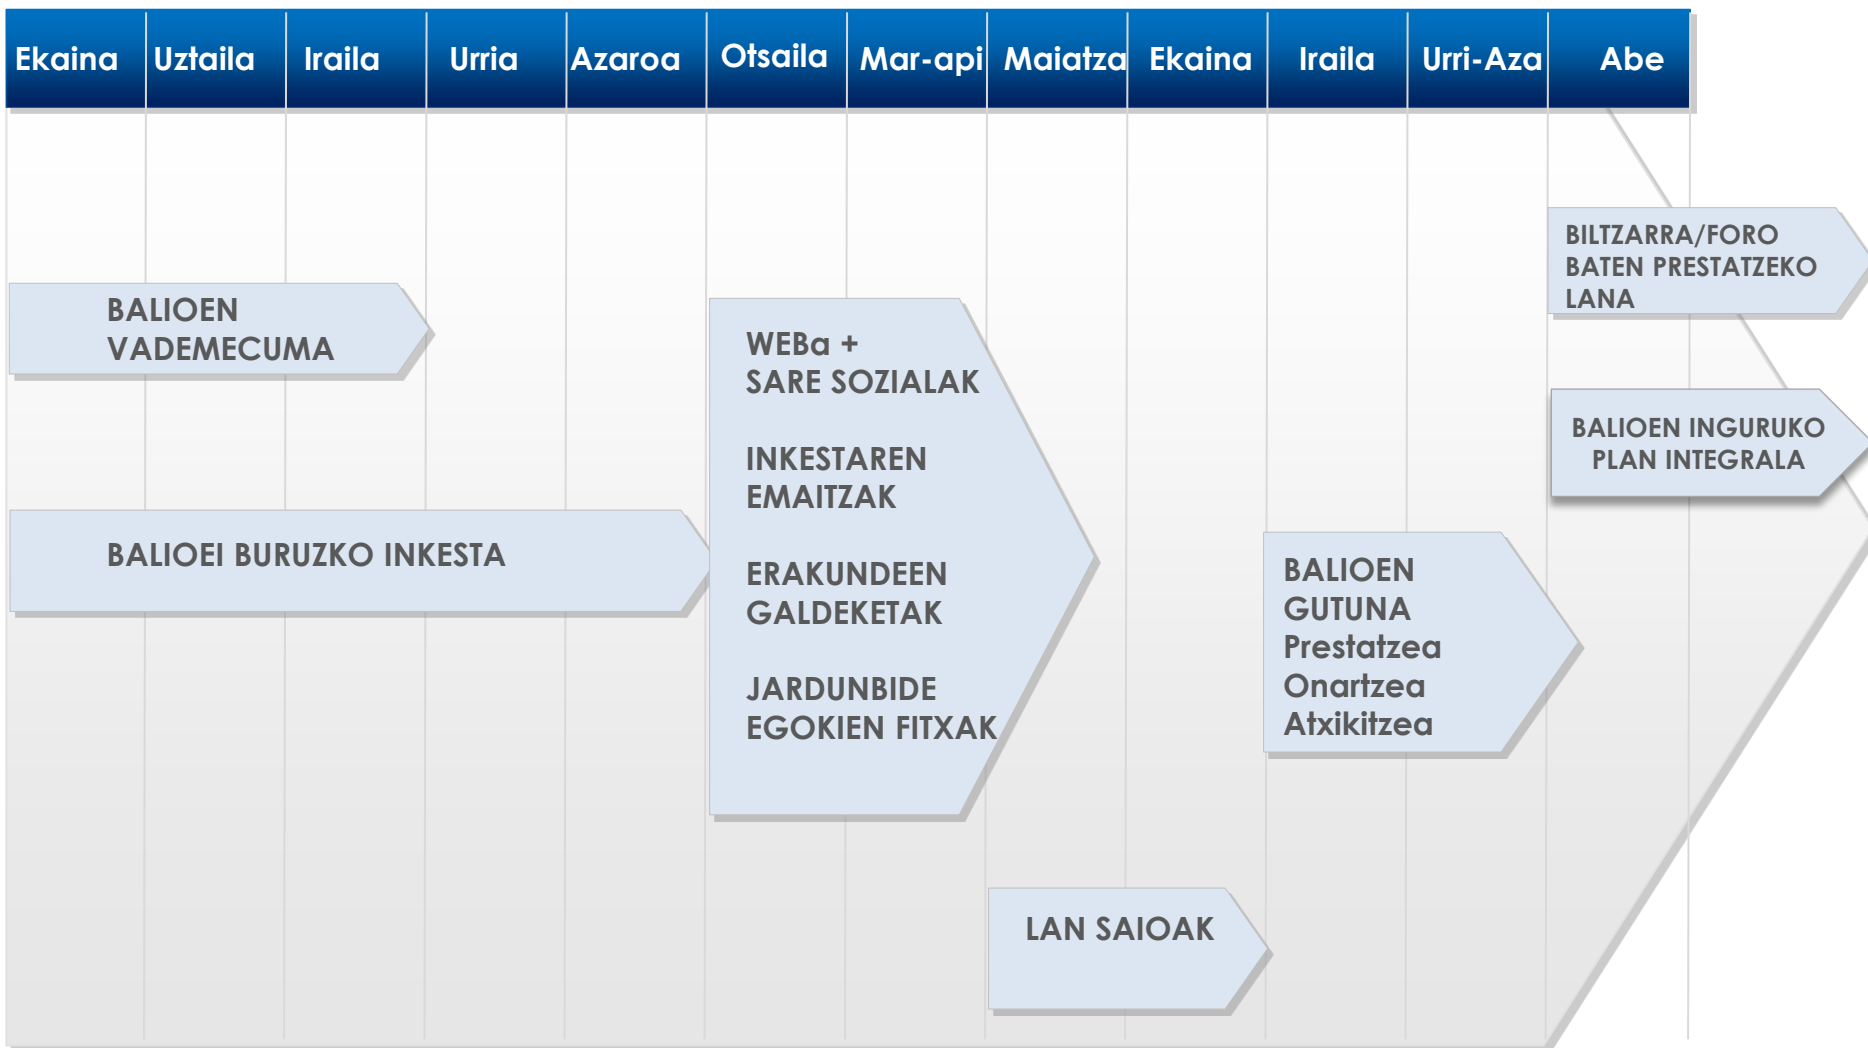 Ekaina Uztaila Iraila Urria Azaroa Otsaila Mar-api Maiatza Ekaina Iraila Urri-Aza Abe
BILTZARRA/FORO
BATEN PRESTATZEKO
LANA
BALIOEN
VADEMECUMA
WEBa +
SARE SOZIALAK
INKESTAREN
EMAITZAK
ERAKUNDEEN
GALDEKETAK
JARDUNBIDE
EGOKIEN FITXAK
BALIOEN INGURUKO
PLAN INTEGRALA
BALIOEI BURUZKO INKESTA
BALIOEN
GUTUNA
Prestatzea
Onartzea
Atxikitzea
LAN SAIOAK